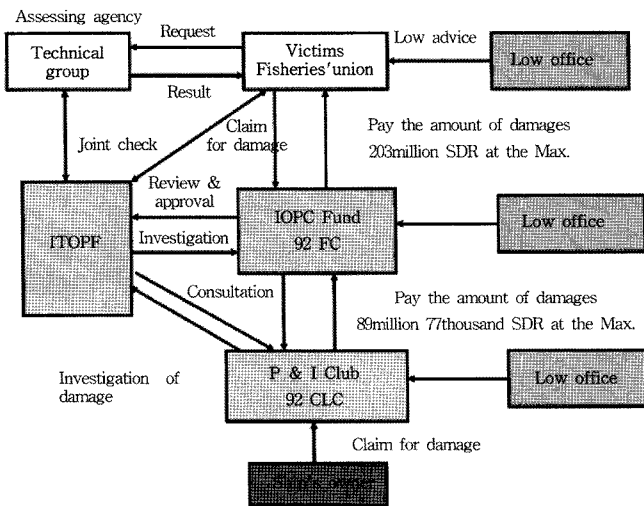 Assessing agency
Technical
group
Request
Result
Victims
Fisheries' union
Low advice
Low office
Joint check
Claim
for damage
Pay the amount of damages
203million SDR at the Max.
ITOPF
Review &
approval
Investigation
IOPC Fund
92 FC
Low office
Consultation
Pay the amount of damages
89million 77thousand SDR at the Max.
Investigation of
damage
P & I Club
92 CLC
Low office
Claim for damage